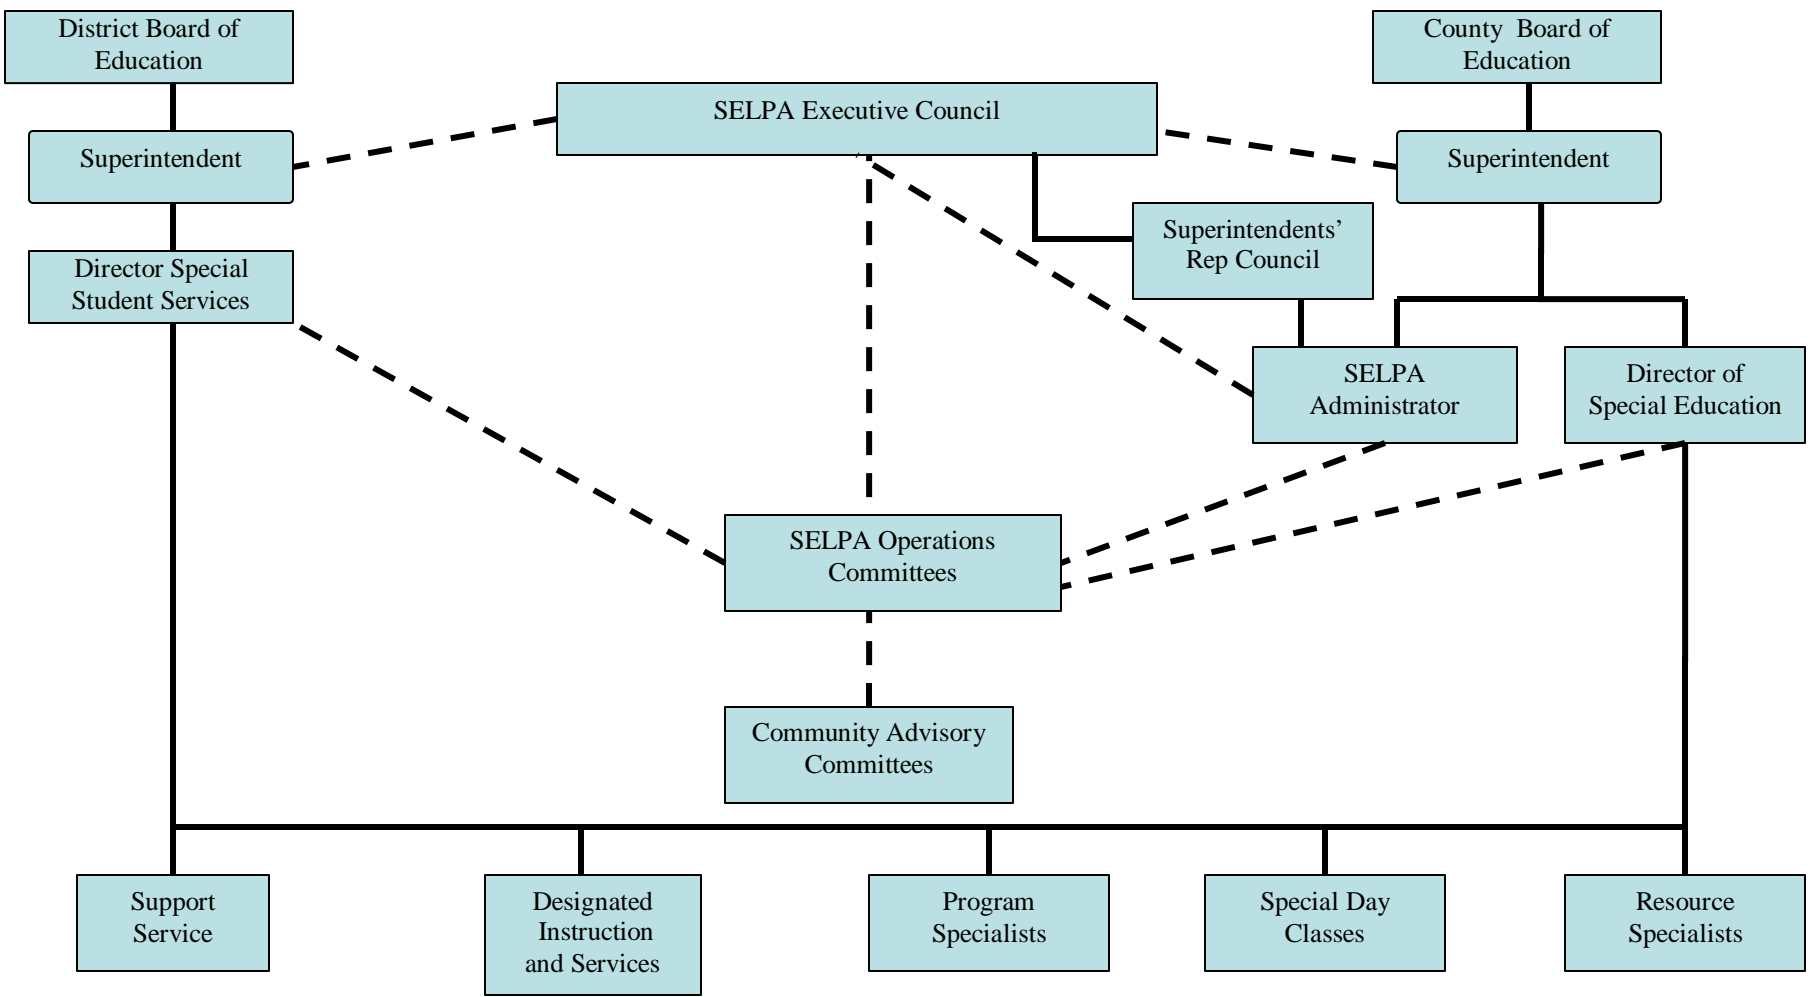 District Board of
Education
County Board of
Education
SELPA Executive Council
Superintendent
Superintendent
Superintendents’
Rep Council
Director Special
Student Services
SELPA
Administrator
Director of
Special Education
SELPA Operations
Committees
Community Advisory
Committees
Support
Service
Designated
Instruction
and Services
Program
Specialists
Special Day
Classes
Resource
Specialists